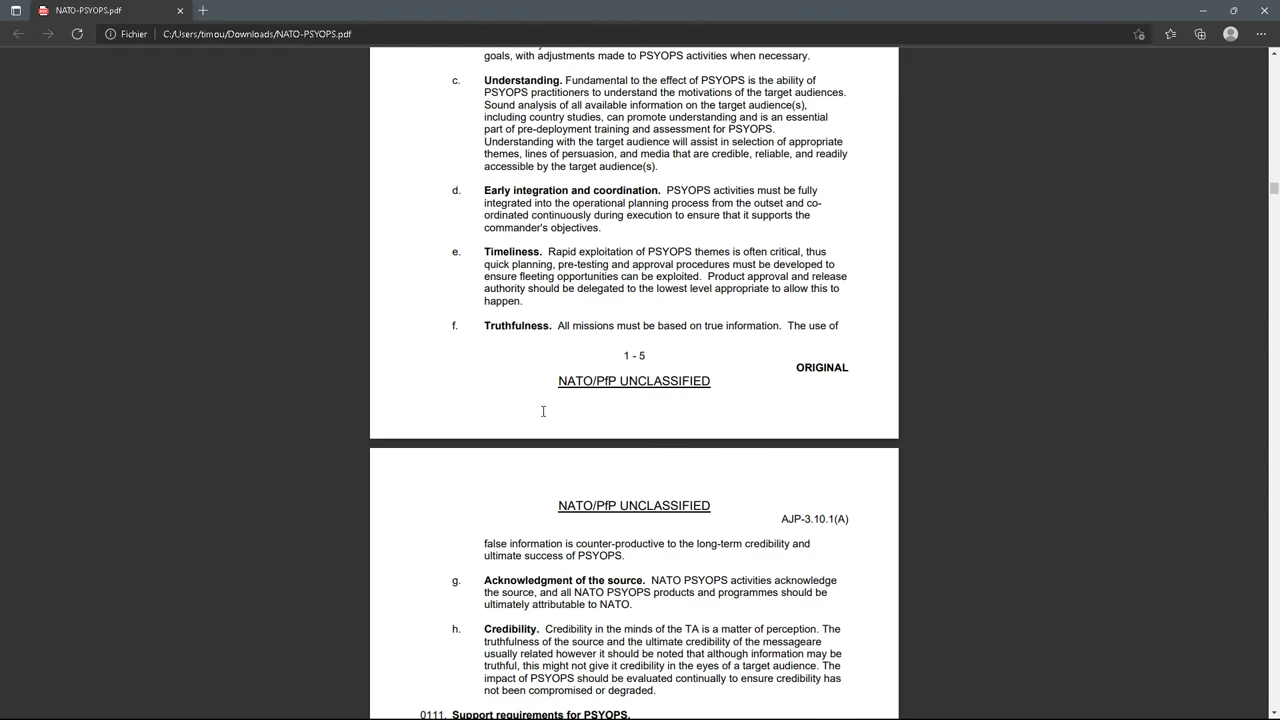 NATO-PSYOPS.pdf
Fichier C:/Users/timou/Downloads/NATO-PSYOPS.pdf
goals, with adjustments made to PSYOPS activities when necessary.
c. Understanding. Fundamental to the effect of PSYOPS is the ability of
PSYOPS practitioners to understand the motivations of the target audiences.
Sound analysis of all available information on the target audience(s),
including country studies, can promote understanding and is an essential
part of pre-deployment training and assessment for PSYOPS.
Understanding with the target audience will assist in selection of appropriate
themes, lines of persuasion, and media that are credible, reliable, and readily
accessible by the target audience(s).
d. Early integration and coordination. PSYOPS activities must be fully
integrated into the operational planning process from the outset and co-
ordinated continuously during execution to ensure that it supports the
commander's objectives.
e. Timeliness. Rapid exploitation of PSYOPS themes is often critical, thus
quick planning, pre-testing and approval procedures must be developed to
ensure fleeting opportunities can be exploited. Product approval and release
authority should be delegated to the lowest level appropriate to allow this to
happen.
f. Truthfulness. All missions must be based on true information. The use of
1 - 5
ORIGINAL
NATO/PfP UNCLASSIFIED
NATO/PfP UNCLASSIFIED
AJP-3.10.1(A)
false information is counter-productive to the long-term credibility and
ultimate success of PSYOPS.
g. Acknowledgment of the source. NATO PSYOPS activities acknowledge
the source, and all NATO PSYOPS products and programmes should be
ultimately attributable to NATO.
h. Credibility. Credibility in the minds of the TA is a matter of perception. The
truthfulness of the source and the ultimate credibility of the messageare
usually related however it should be noted that although information may be
truthful, this might not give it credibility in the eyes of a target audience. The
impact of PSYOPS should be evaluated continually to ensure credibility has
not been compromised or degraded.
0111. Support requirements for PSYOPS.